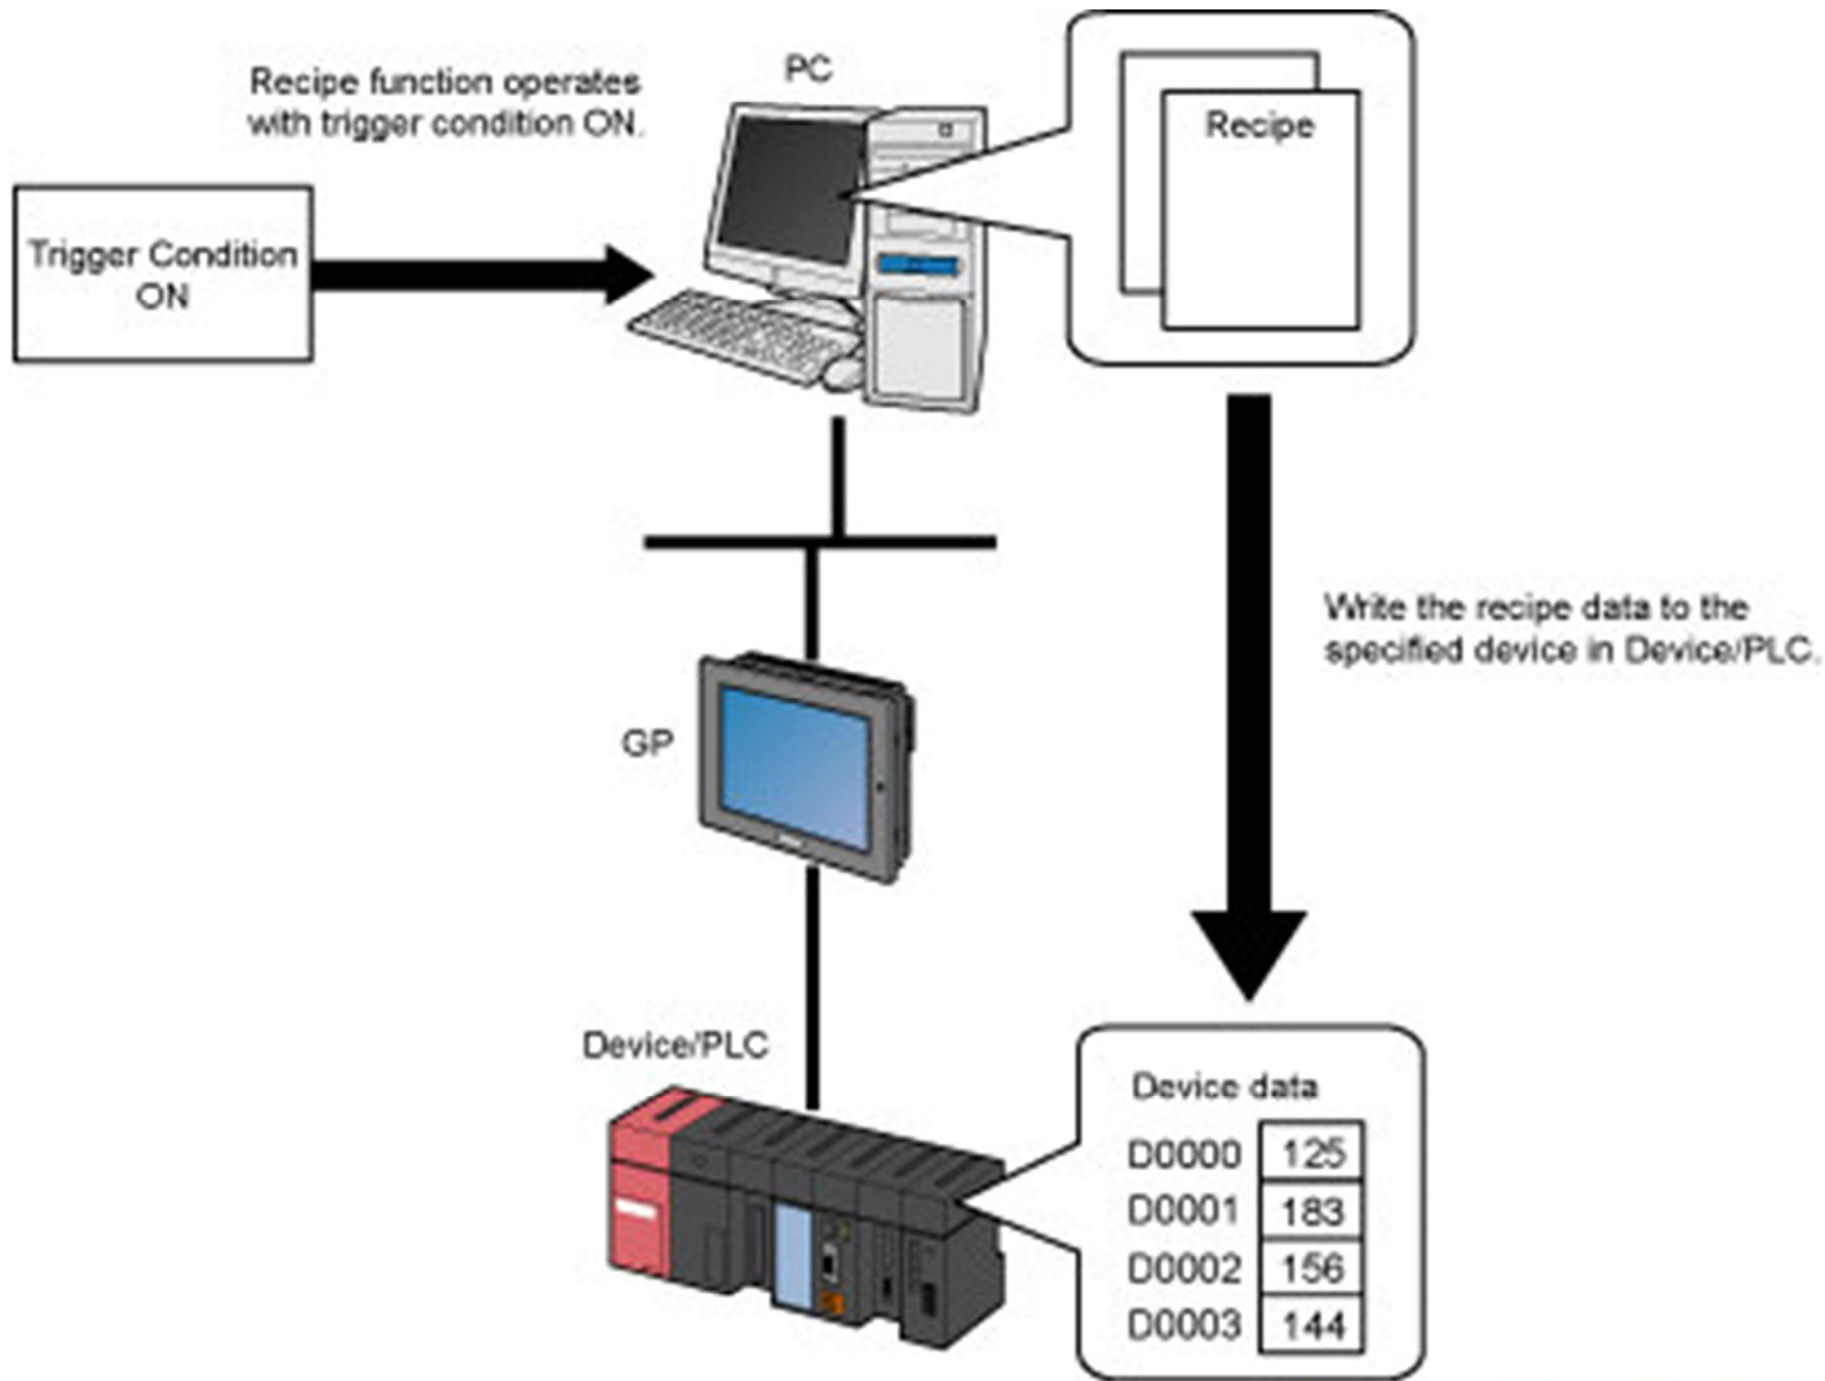 Recipe function operates
with trigger condition ON.
PC
Recipe
Trigger Condition
ON
Write the recipe data to the
specified device in Device/PLC.
GP
Device/PLC
Device data
D0000 125
D0001 183
D0002 156
D0003 144